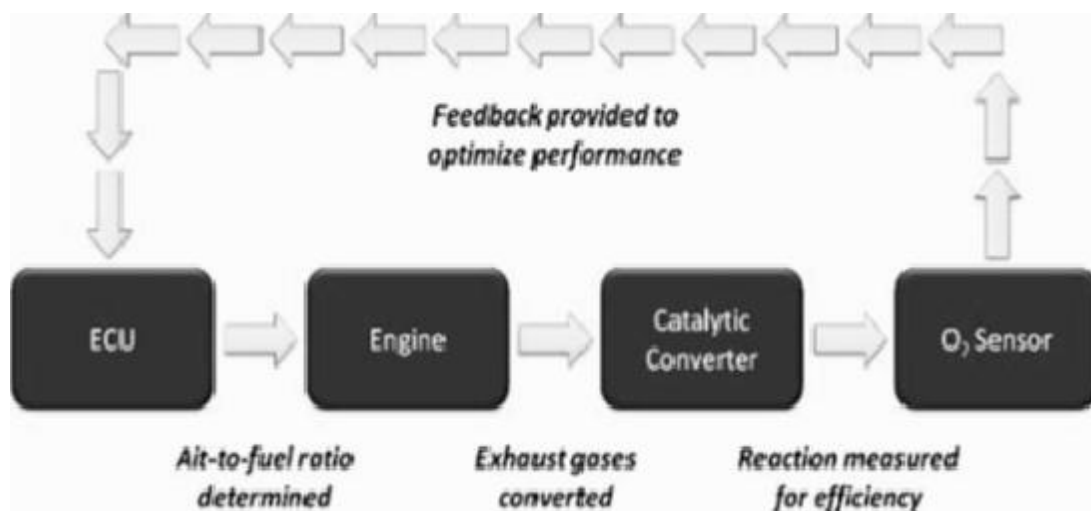 Feedback provided to
optimize performance
ECU
Engine
Catalytic
Converter
O₂ Sensor
Ait-to-fuel ratio
determined
Exhaust gases
converted
Reaction measured
for efficiency